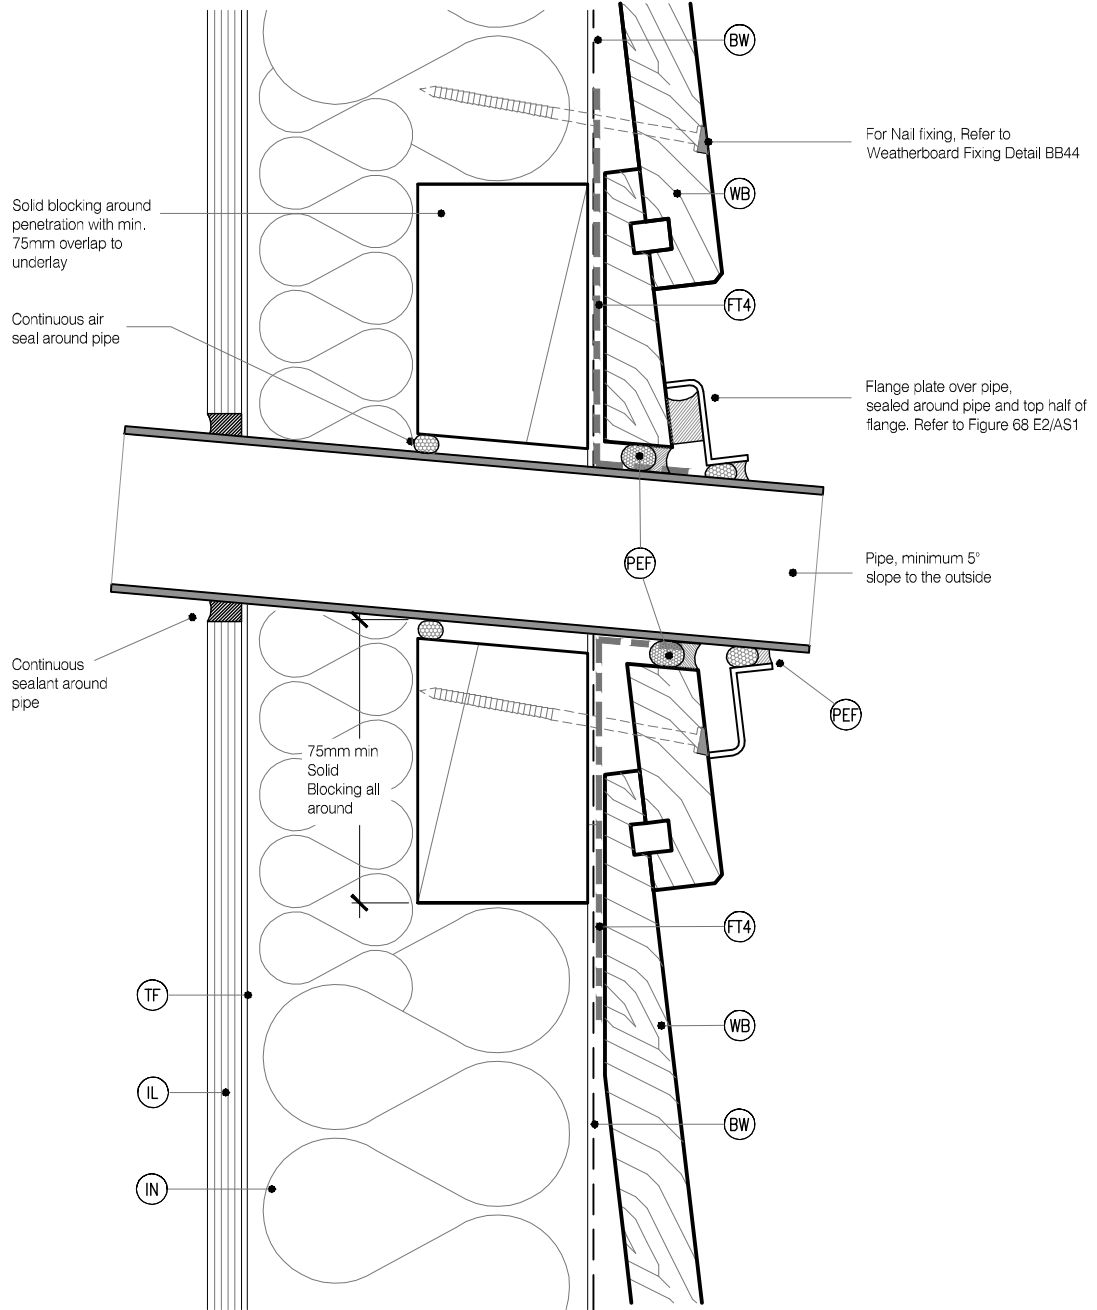 BW
For Nail fixing, Refer to
Weatherboard Fixing Detail BB44
WB
Solid blocking around
penetration with min.
75mm overlap to
underlay
FT4
Continuous air
seal around pipe
Flange plate over pipe,
sealed around pipe and top half of
flange. Refer to Figure 68 E2/AS1
PEF
Pipe, minimum 5°
slope to the outside
Continuous
sealant around
pipe
PEF
75mm min
Solid
Blocking all
around
FT4
TF
WB
IL
BW
IN